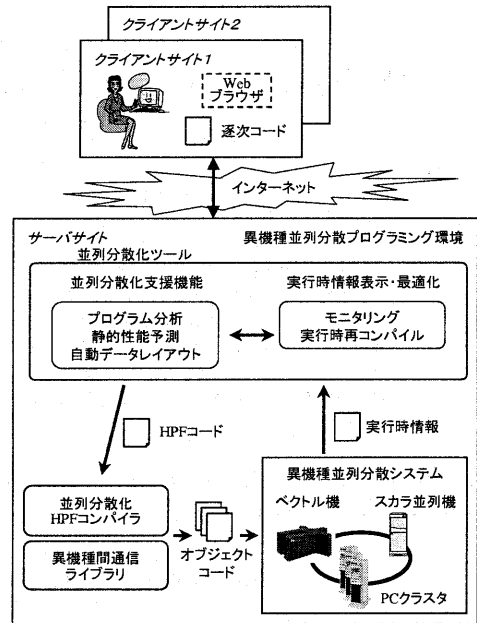 クライアントサイト2
クライアントサイト1
Web
ブラウザ
逐次コード
インターネット
サーバサイト
異機種並列分散プログラミング環境
並列分散化ツール
並列分散化支援機能
実行時情報表示・最適化
プログラム分析
静的性能予測
自動データレイアウト
モニタリング
実行時再コンパイル
HPFコード
実行時情報
並列分散化
HPFコンパイラ
異機種間通信
ライブラリ
オブジェクト
コード
異機種並列分散システム
ベクトル機
スカラ並列機
PCクラスタ